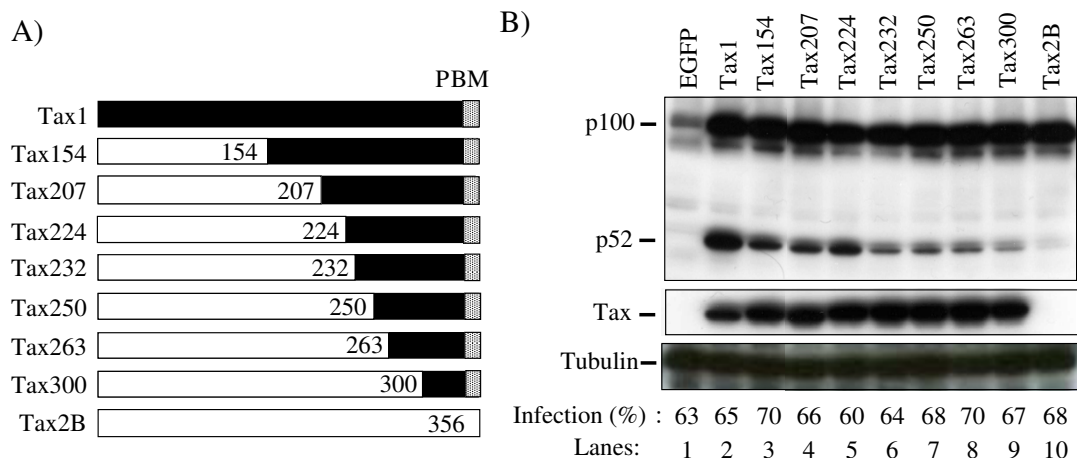 A)
PBM
Tax1
Tax154 154
Tax207 207
Tax224 224
Tax232 232
Tax250 250
Tax263 263
Tax300 300
Tax2B 356
B)
EGFP Tax1 Tax154 Tax207 Tax224 Tax232 Tax250 Tax263 Tax300 Tax2B
p100
p52
Tax
Tubulin
Infection (%) : 63 65 70 66 60 64 68 70 67 68
Lanes: 1 2 3 4 5 6 7 8 9 10